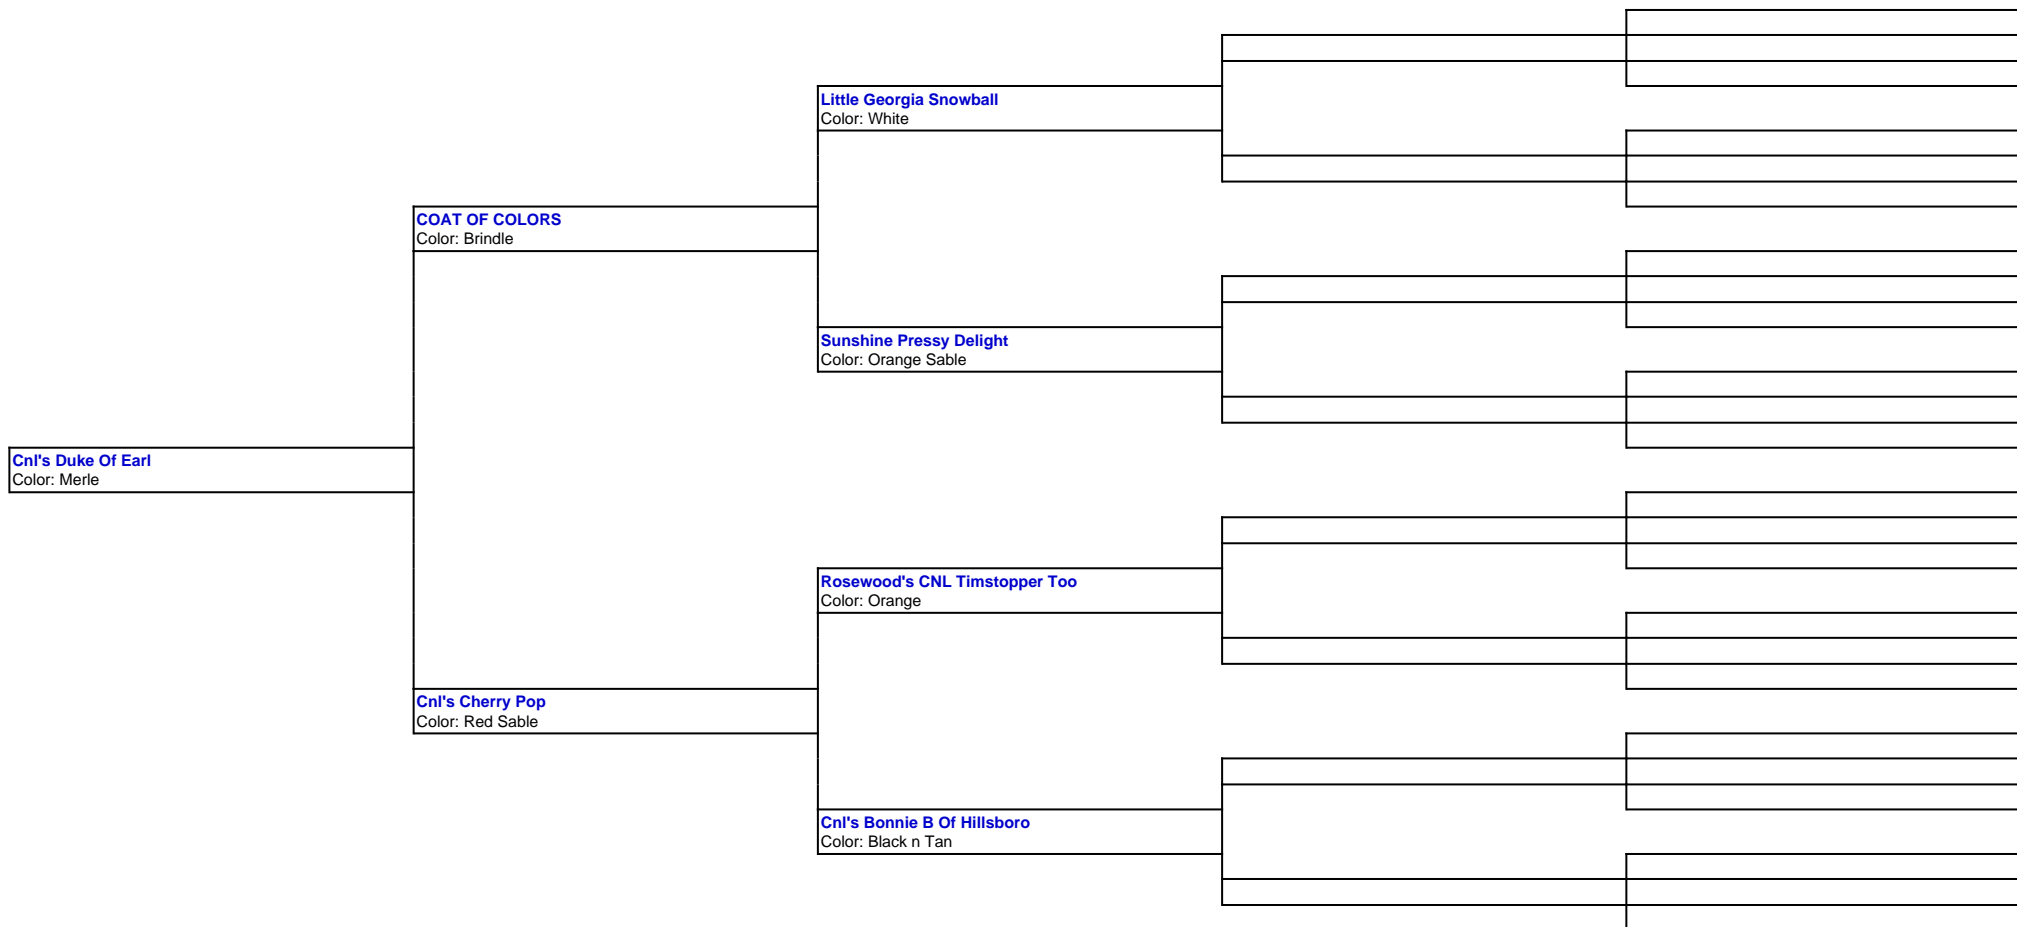 Little Georgia Snowball
Color: White
COAT OF COLORS
Color: Brindle
Sunshine Pressy Delight
Color: Orange Sable
Cnl's Duke Of Earl
Color: Merle
Rosewood's CNL Timstopper Too
Color: Orange
Cnl's Cherry Pop
Color: Red Sable
Cnl's Bonnie B Of Hillsboro
Color: Black n Tan